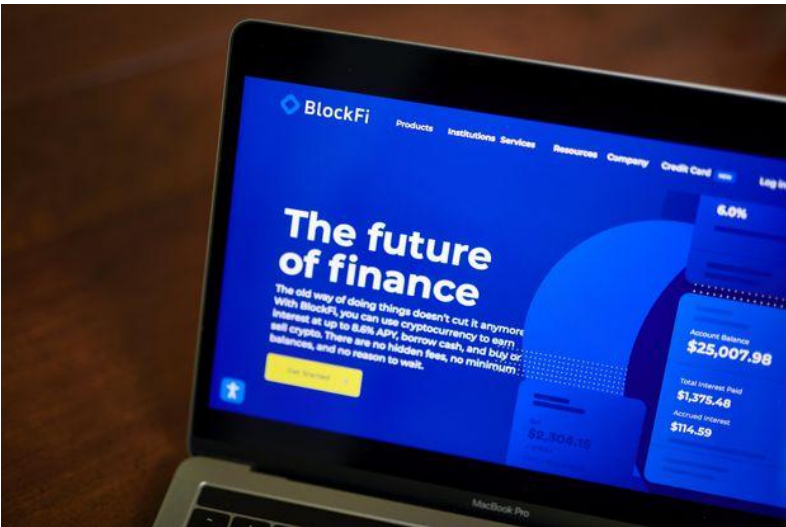 BlockFi
Products Institutions Services Resources Company Credit Card Log in
6.0%
The future
of finance
The old way of doing things doesn't cut it anymore
With BlockFi, you can use cryptocurrency to earn
interest at up to 8.6% APY, borrow cash, and buy or
sell crypto. There are no hidden fees, no minimum
balances, and no reason to wait.
Get Started
Account Balance
$25,007.98
Total Interest Paid
$1,375.48
Accrued Interest
$114.59
$2,308.15
MacBook Pro